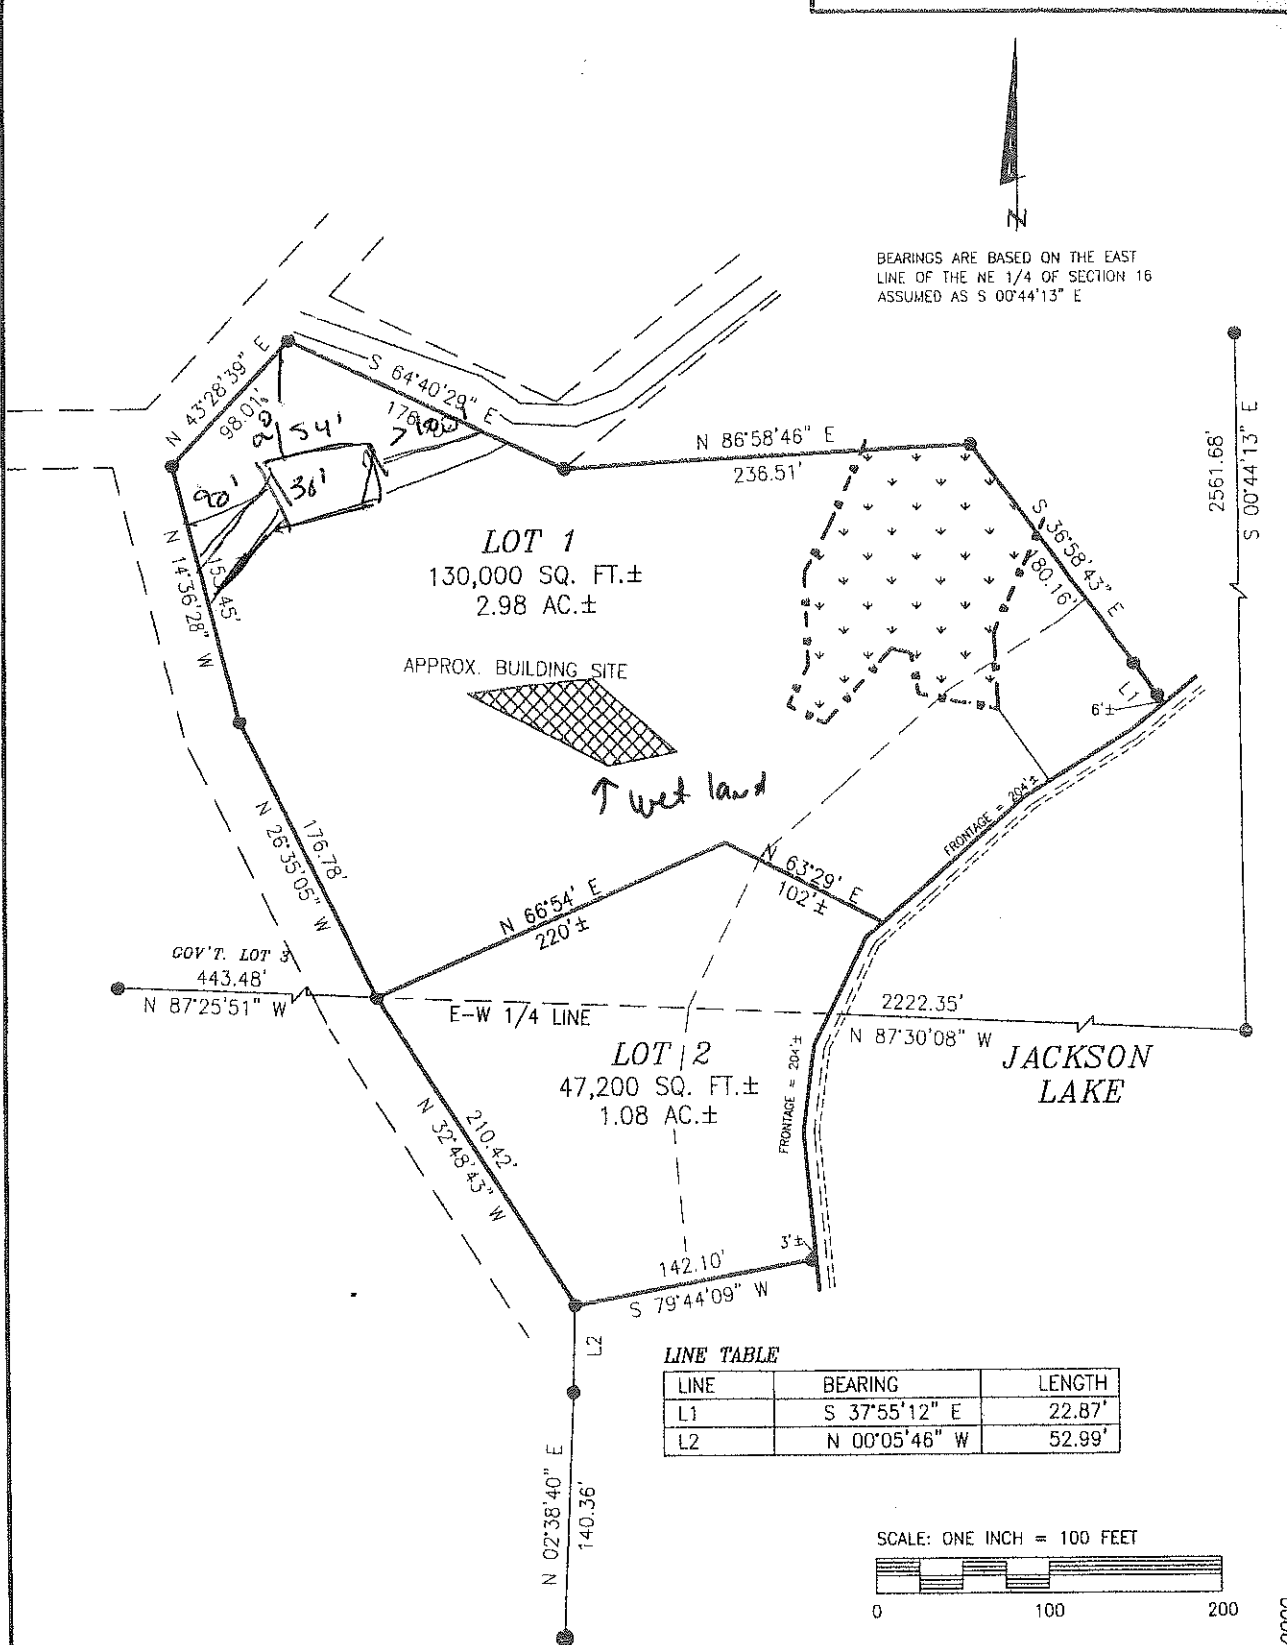 N
BEARINGS ARE BASED ON THE EAST
LINE OF THE NE 1/4 OF SECTION 16
ASSUMED AS S 00°44'13" E
N 43°28'39" E
98.01'
S 64°40'29" E
N 86°58'46" E
236.51'
S 36°58'43" E
180.16'
2561.68'
S 00°44'13" E
54'
36'
90'
N 14°36'28" W
LOT 1
130,000 SQ. FT.±
2.98 AC.±
APPROX. BUILDING SITE
↑ wet land
L1
6'±
FRONTAGE = 204'±
N 26°35'05" W
176.78'
N 66°54' E
220'±
N 63°29' E
102'±
GOV'T. LOT 3
443.48'
N 87°25'51" W
E-W 1/4 LINE
2222.35'
N 87°30'08" W
JACKSON
LAKE
LOT 2
47,200 SQ. FT.±
1.08 AC.±
FRONTAGE = 204'±
N 32°48'43" W
210.42'
3'±
142.10'
S 79°44'09" W
L2
LINE TABLE
LINE BEARING LENGTH
L1 S 37°55'12" E 22.87'
L2 N 00°05'46" W 52.99'
N 02°38'40" E
140.36'
SCALE: ONE INCH = 100 FEET
0 100 200